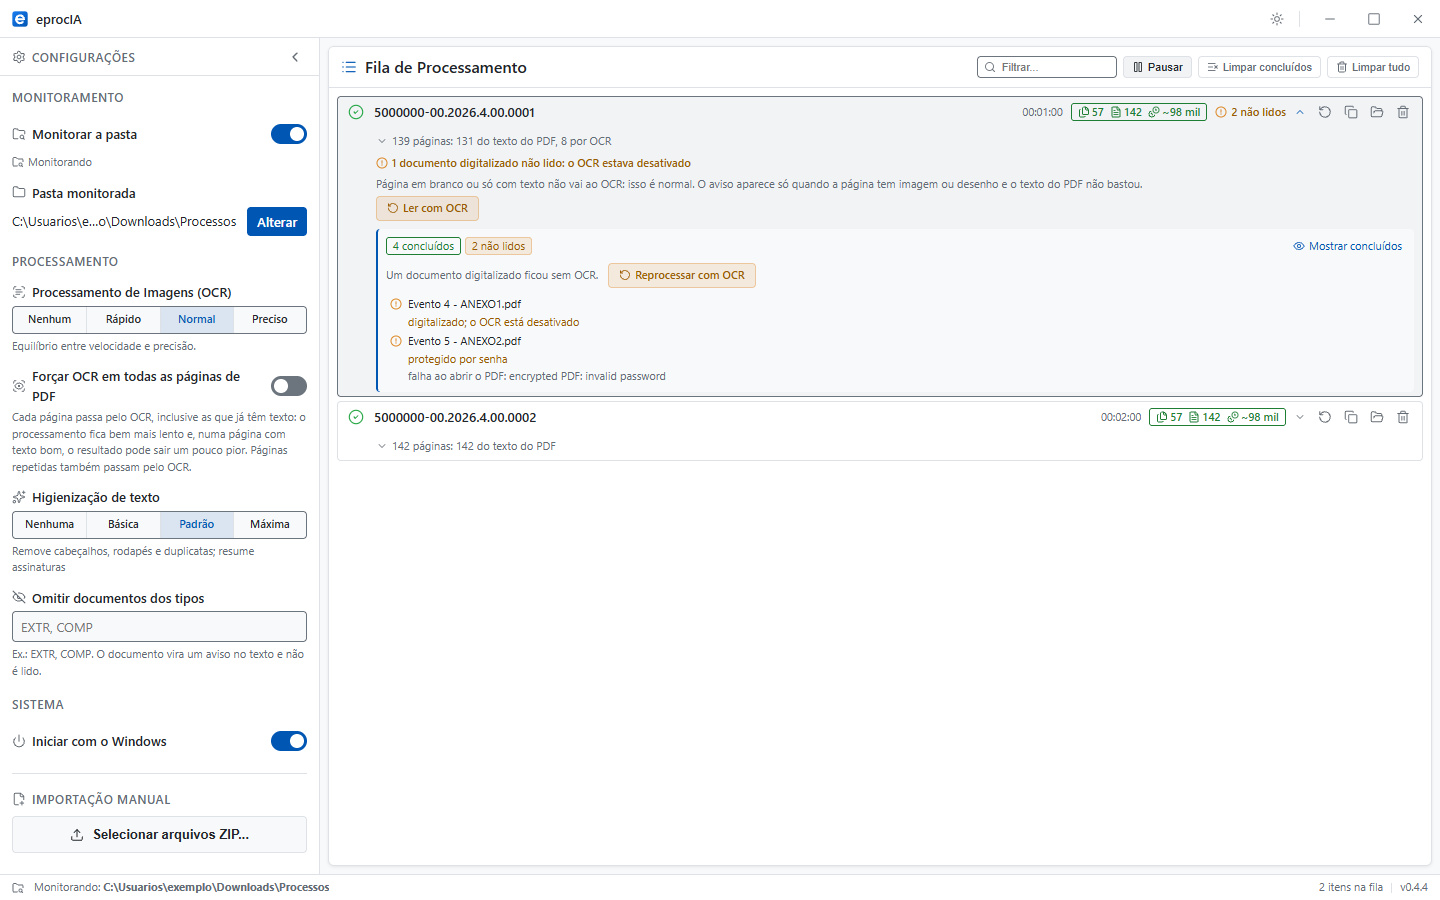 eprocIA
CONFIGURAÇÕES
MONITORAMENTO
Monitorar a pasta
Monitorando
Pasta monitorada
C:\Usuarios\e...o\Downloads\Processos
Alterar
PROCESSAMENTO
Processamento de Imagens (OCR)
Nenhum Rápido Normal Preciso
Equilíbrio entre velocidade e precisão.
Forçar OCR em todas as páginas de
PDF
Cada página passa pelo OCR, inclusive as que já têm texto: o
processamento fica bem mais lento e, numa página com
texto bom, o resultado pode sair um pouco pior. Páginas
repetidas também passam pelo OCR.
Higienização de texto
Nenhuma Básica Padrão Máxima
Remove cabeçalhos, rodapés e duplicatas; resume
assinaturas
Omitir documentos dos tipos
EXTR, COMP
Ex.: EXTR, COMP. O documento vira um aviso no texto e não
é lido.
SISTEMA
Iniciar com o Windows
IMPORTAÇÃO MANUAL
Selecionar arquivos ZIP...
Fila de Processamento
Filtrar... Pausar Limpar concluídos Limpar tudo
5000000-00.2026.4.00.0001 00:01:00 57 142 ~98 mil 2 não lidos
139 páginas: 131 do texto do PDF, 8 por OCR
1 documento digitalizado não lido: o OCR estava desativado
Página em branco ou só com texto não vai ao OCR: isso é normal. O aviso aparece só quando a página tem imagem ou desenho e o texto do PDF não bastou.
Ler com OCR
4 concluídos 2 não lidos Mostrar concluídos
Um documento digitalizado ficou sem OCR. Reprocessar com OCR
Evento 4 - ANEXO1.pdf
digitalizado; o OCR está desativado
Evento 5 - ANEXO2.pdf
protegido por senha
falha ao abrir o PDF: encrypted PDF: invalid password
5000000-00.2026.4.00.0002 00:02:00 57 142 ~98 mil
142 páginas: 142 do texto do PDF
Monitorando: C:\Usuarios\exemplo\Downloads\Processos
2 itens na fila v0.4.4